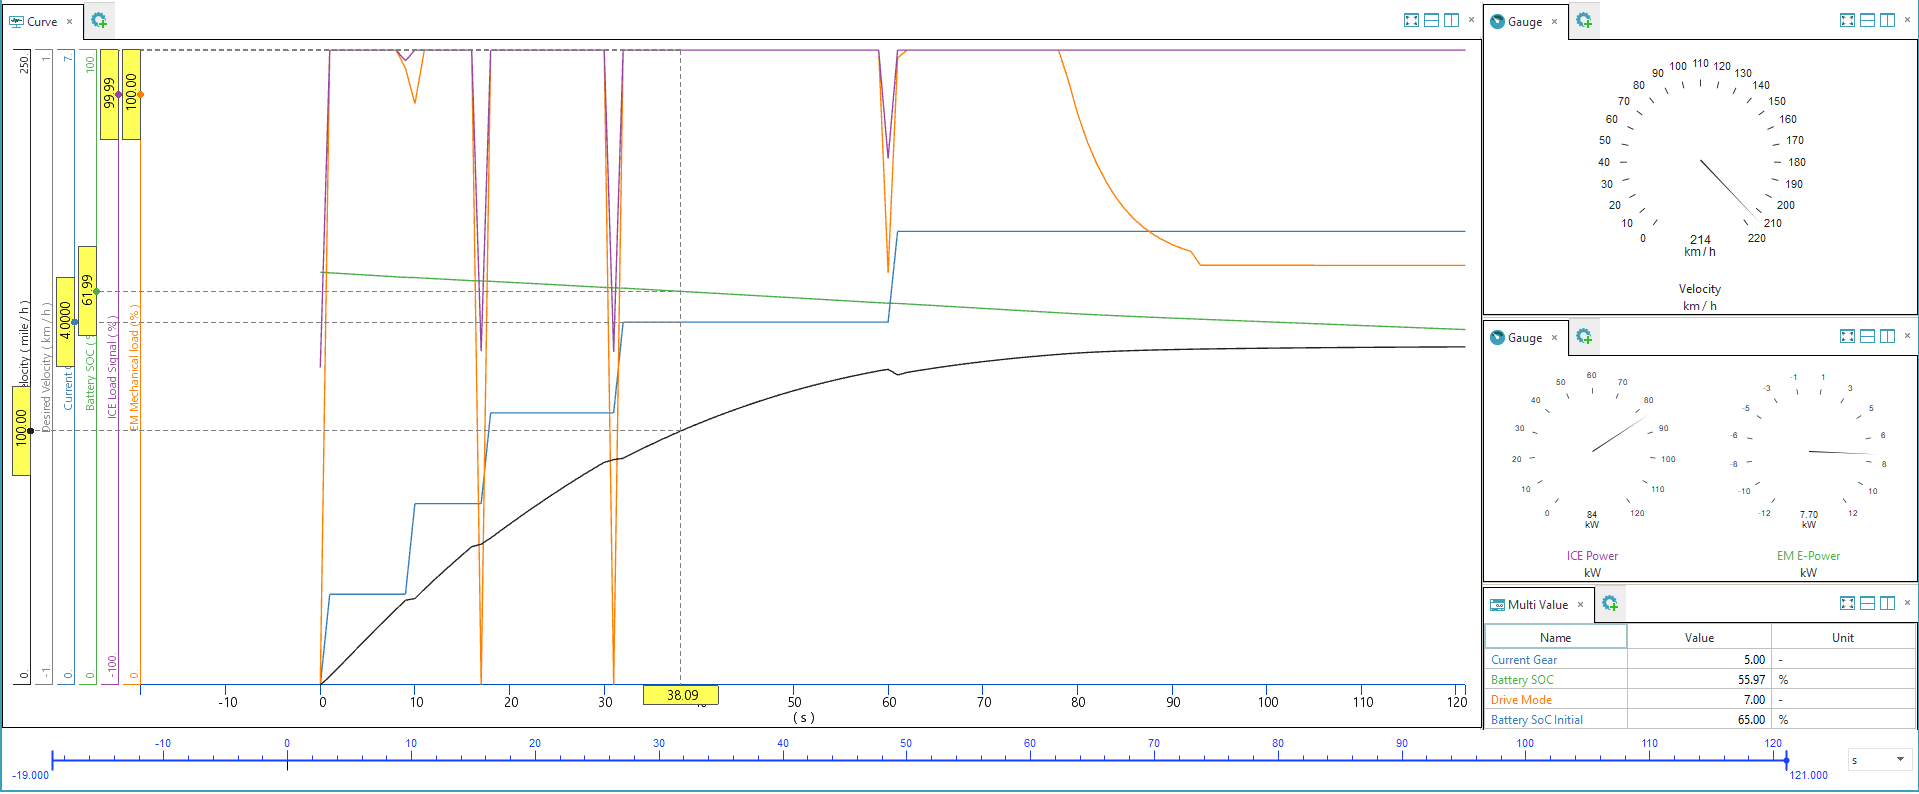 Curve ×
250.
1.
7.
100.
99.99
100.00
61.99
4.0000
100.00
elocity ( mile / h )
Desired Velocity ( km / h )
Current (
Battery SOC (
ICE Load Signal ( % )
EM Mechanical load ( % )
0.
-1.
0.
0.
-100.
0.
-10 0 10 20 30 50 60 70 80 90 100 110 120
38.09
( s )
Gauge ×
0 10 20 30 40 50 60 70 80 90 100 110 120 130 140 150 160 170 180 190 200 210 220
214
km / h
Velocity
km / h
Gauge ×
0 10 20 30 40 50 60 70 80 90 100 110 120
84
kW
ICE Power
kW
-12 -10 -8 -6 -5 -3 -1 1 3 5 6 8 10 12
7.70
kW
EM E-Power
kW
Multi Value ×
Name Value Unit
Current Gear 5.00 -
Battery SOC 55.97 %
Drive Mode 7.00 -
Battery SoC Initial 65.00 %
-10 0 10 20 30 40 50 60 70 80 90 100 110 120
-19.000
121.000
s